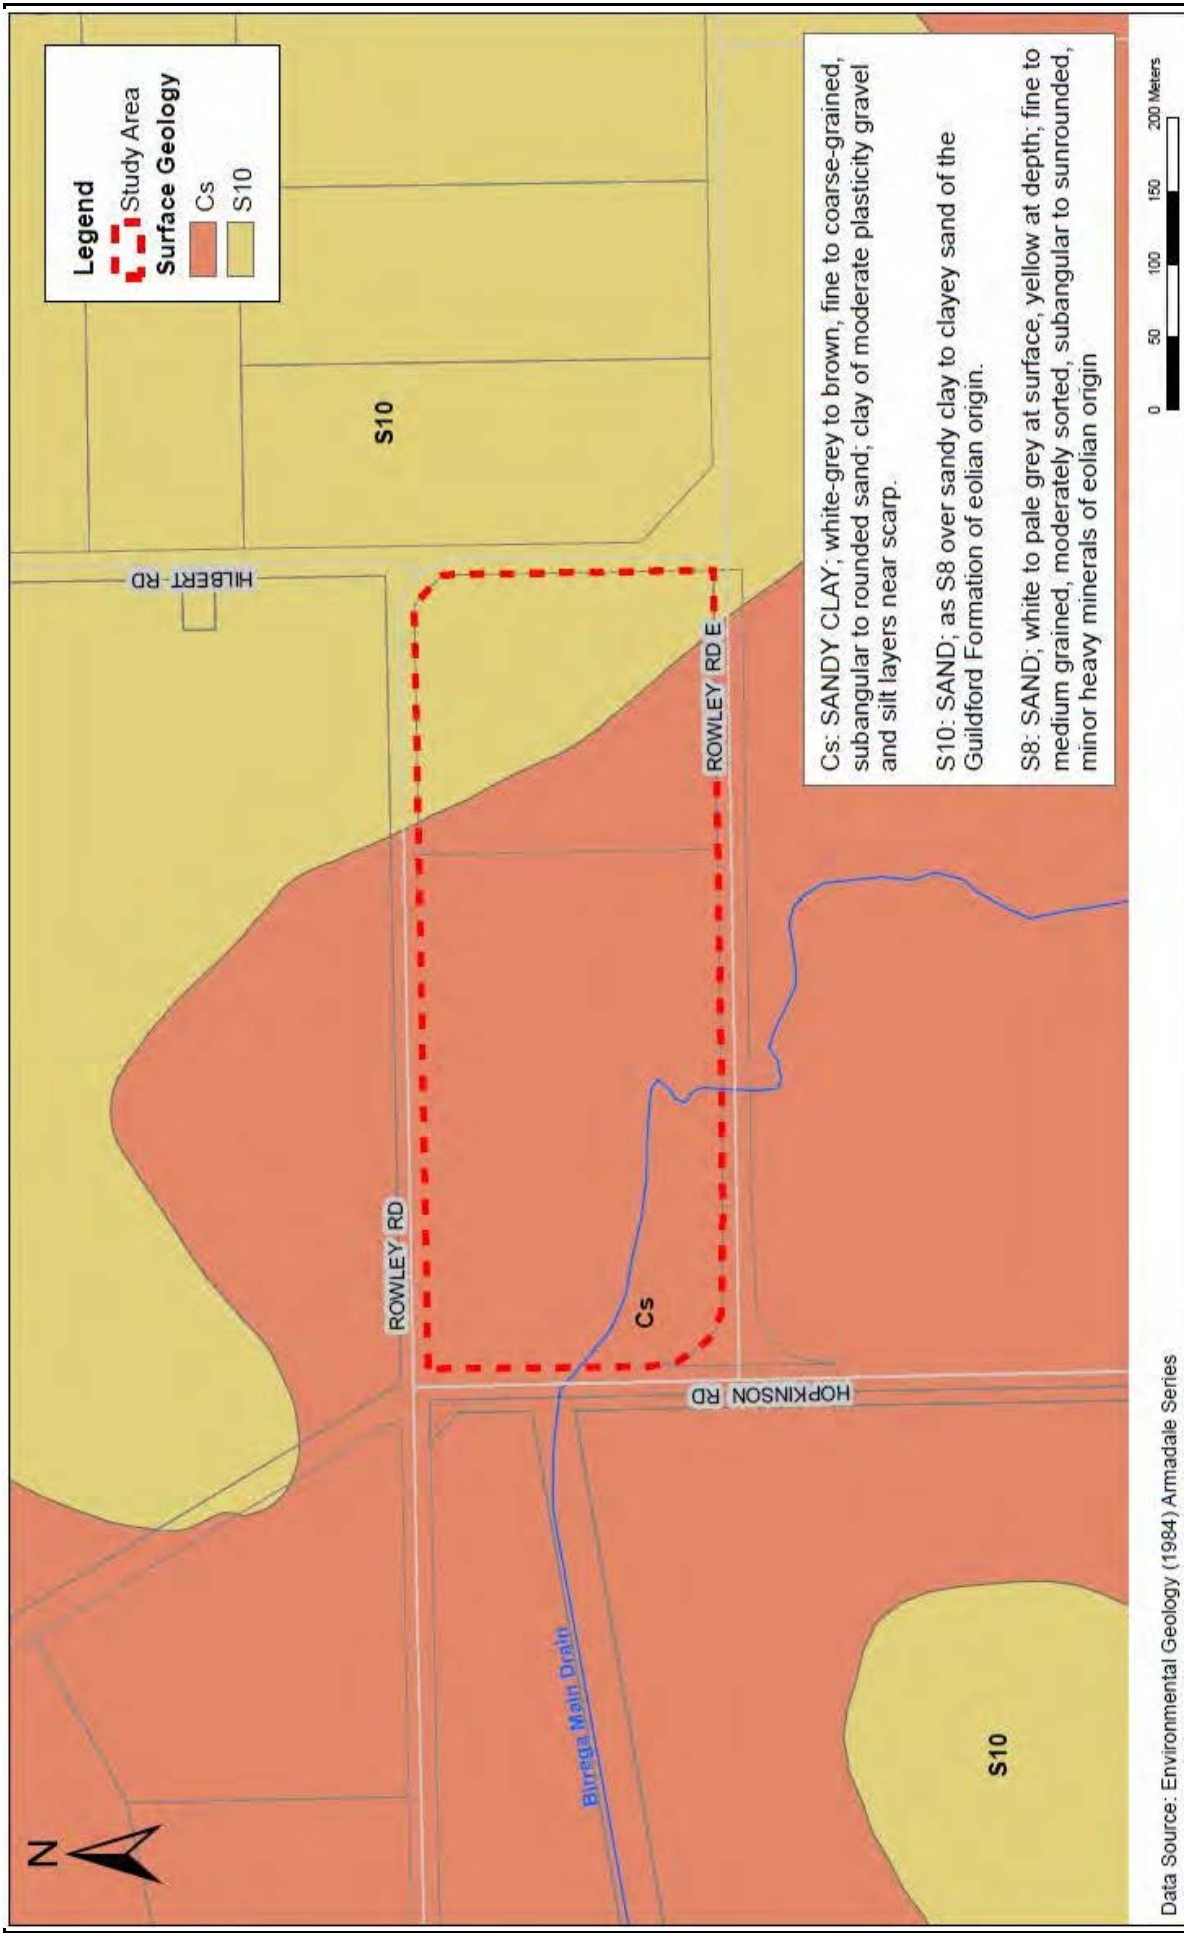 N
Legend
Study Area
Surface Geology
Cs
S10
HILBERT RD
S10
ROWLEY RD
ROWLEY RD E
Cs
HOPKINSON RD
Birrega Main Drain
S10
Cs: SANDY CLAY; white-grey to brown, fine to coarse-grained,
subangular to rounded sand; clay of moderate plasticity gravel
and silt layers near scarp.
S10: SAND; as S8 over sandy clay to clayey sand of the
Guildford Formation of eolian origin.
S8: SAND; white to pale grey at surface, yellow at depth; fine to
medium grained, moderately sorted, subangular to sunrounded,
minor heavy minerals of eolian origin
0 50 100 150 200 Meters
Data Source: Environmental Geology (1984) Armadale Series